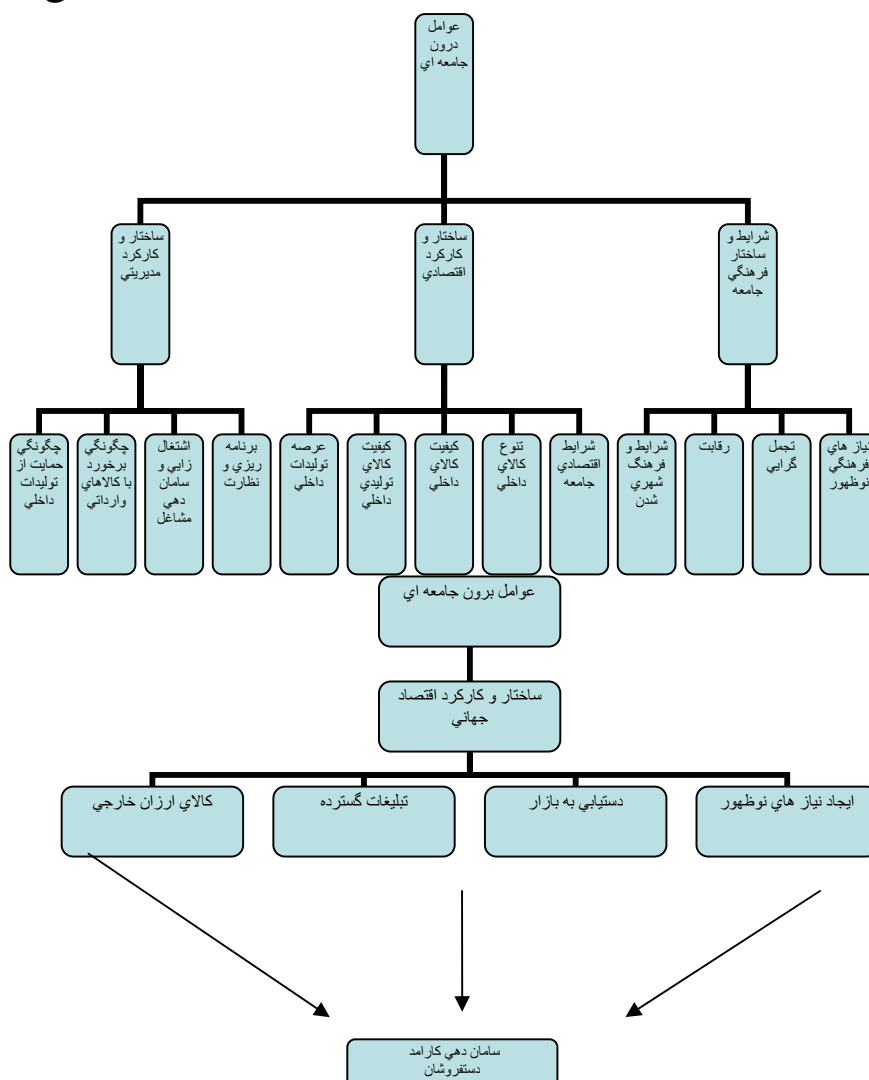 عوامل
درون
جامعه اي
شرايط و
ساختار
فرهنگي
جامعه
ساختار و
كاركرد
اقتصادي
ساختار و
كاركرد
مديريتي
نياز هاي
فرهنگي
نوظهور
تجمل
گرايي
رقابت
شرايط و
فرهنگ
شهري
شدن
شرايط
اقتصادي
جامعه
تنوع
كالاي
داخلي
كيفيت
كالاي
داخلي
كيفيت
كالاي
توليدي
داخلي
عرصه
توليدات
داخلي
برنامه
ريزي و
نظارت
اشتغال
زايي و
سامان
دهي
مشاغل
چگونگي
برخورد
با كالاهاي
وارداتي
چگونگي
حمايت از
توليدات
داخلي
عوامل برون جامعه اي
ساختار و كاركرد اقتصاد
جهاني
ايجاد نياز هاي نوظهور
دستيابي به بازار
تبليغات گسترده
كالاي ارزان خارجي
سامان دهي كارامد
دستفروشان